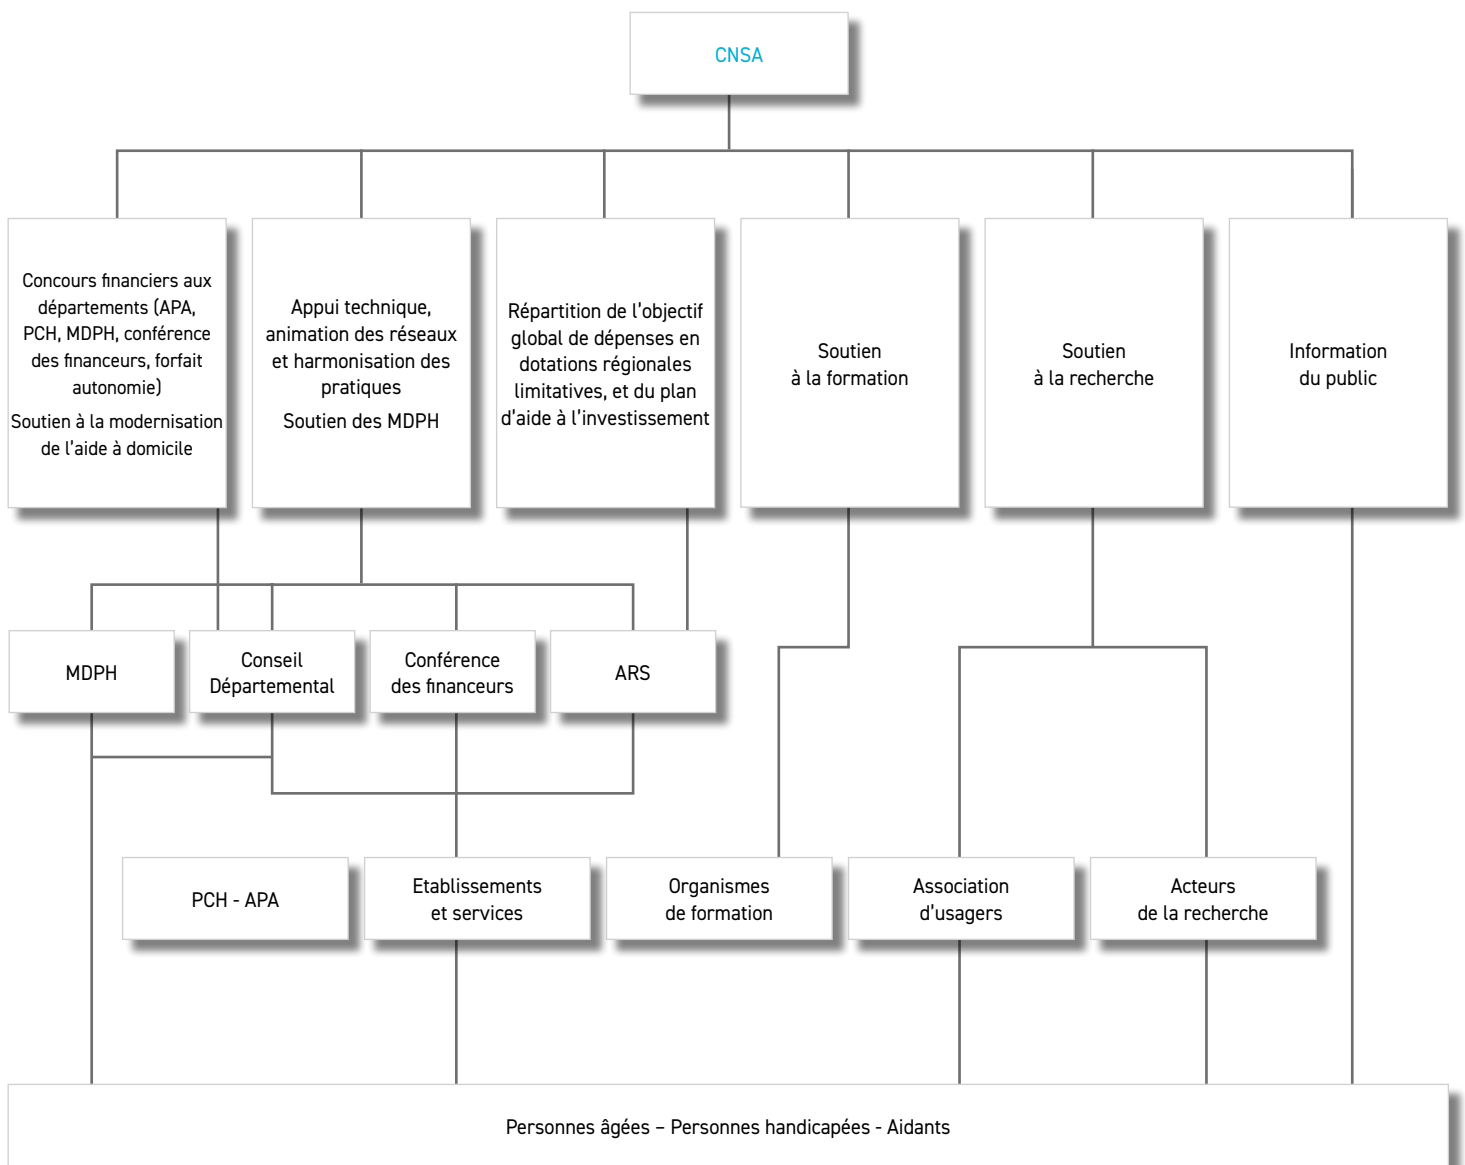 CNSA
Concours financiers aux
départements (APA,
PCH, MDPH, conférence
des financeurs, forfait
autonomie)
Soutien à la modernisation
de l'aide à domicile
Appui technique,
animation des réseaux
et harmonisation des
pratiques
Soutien des MDPH
Répartition de l'objectif
global de dépenses en
dotations régionales
limitatives, et du plan
d'aide à l'investissement
Soutien
à la formation
Soutien
à la recherche
Information
du public
MDPH
Conseil
Départemental
Conférence
des financeurs
ARS
PCH - APA
Etablissements
et services
Organismes
de formation
Association
d'usagers
Acteurs
de la recherche
Personnes âgées – Personnes handicapées - Aidants